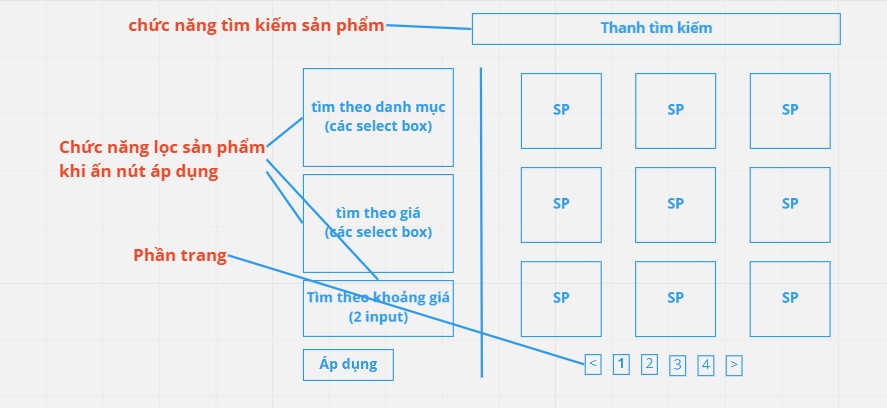 chức năng tìm kiếm sản phẩm
Thanh tìm kiếm
tìm theo danh mục
(các select box)
Chức năng lọc sản phẩm
khi ấn nút áp dụng
tìm theo giá
(các select box)
Phần trang
Tìm theo khoảng giá
(2 input)
Áp dụng
SP SP SP
SP SP SP
SP SP SP
< 1 2 3 4 >